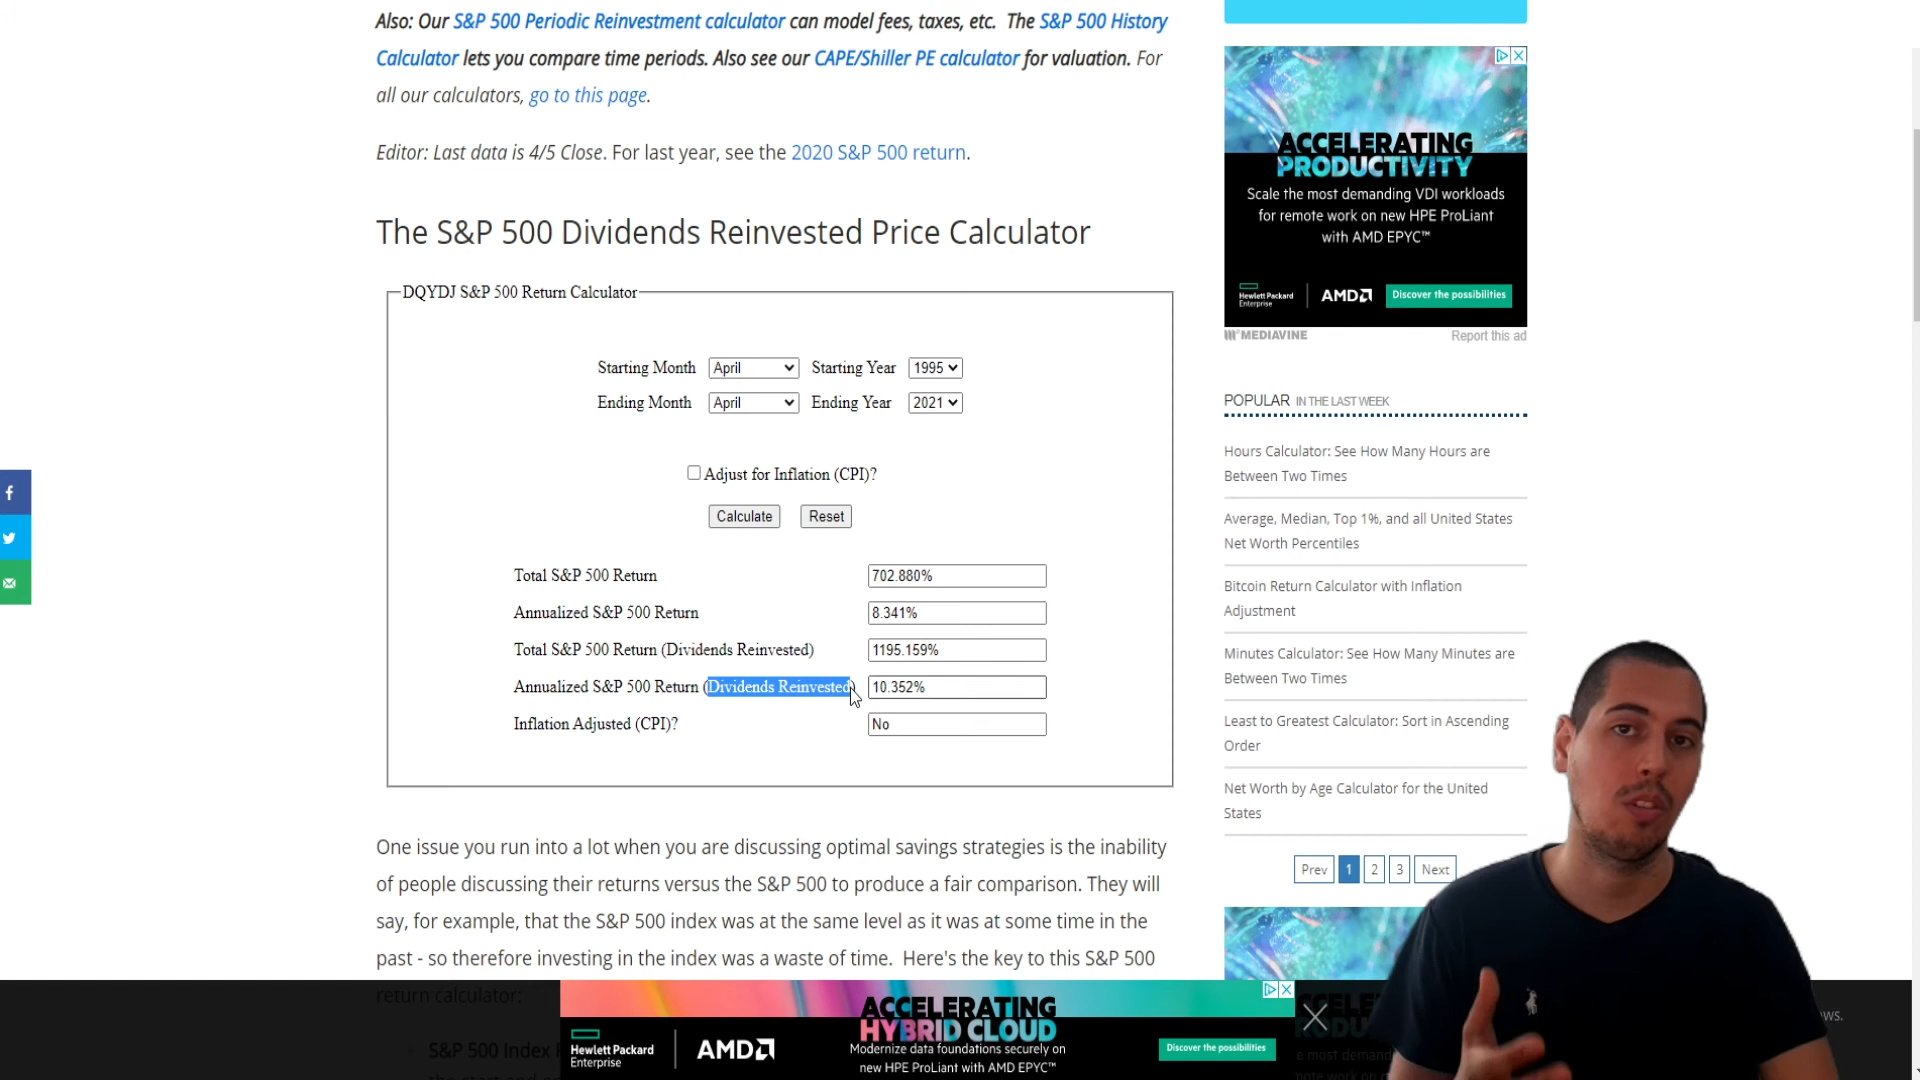 Also: Our S&P 500 Periodic Reinvestment calculator can model fees, taxes, etc. The S&P 500 History
Calculator lets you compare time periods. Also see our CAPE/Shiller PE calculator for valuation. For
all our calculators, go to this page.
Editor: Last data is 4/5 Close. For last year, see the 2020 S&P 500 return.
The S&P 500 Dividends Reinvested Price Calculator
DQYDJ S&P 500 Return Calculator
Starting Month April Starting Year 1995
Ending Month April Ending Year 2021
Adjust for Inflation (CPI)?
Calculate Reset
Total S&P 500 Return 702.880%
Annualized S&P 500 Return 8.341%
Total S&P 500 Return (Dividends Reinvested) 1195.159%
Annualized S&P 500 Return (Dividends Reinvested) 10.352%
Inflation Adjusted (CPI)? No
One issue you run into a lot when you are discussing optimal savings strategies is the inability
of people discussing their returns versus the S&P 500 to produce a fair comparison. They will
say, for example, that the S&P 500 index was at the same level as it was at some time in the
past - so therefore investing in the index was a waste of time. Here's the key to this S&P 500
return calculator:
S&P 500 Index
ACCELERATING
PRODUCTIVITY
Scale the most demanding VDI workloads
for remote work on new HPE ProLiant
with AMD EPYC™
Hewlett Packard
Enterprise
AMD
Discover the possibilities
MEDIAVINE
Report this ad
POPULAR IN THE LAST WEEK
Hours Calculator: See How Many Hours are
Between Two Times
Average, Median, Top 1%, and all United States
Net Worth Percentiles
Bitcoin Return Calculator with Inflation
Adjustment
Minutes Calculator: See How Many Minutes are
Between Two Times
Least to Greatest Calculator: Sort in Ascending
Order
Net Worth by Age Calculator for the United
States
Prev 1 2 3 Next
ACCELERATING
HYBRID CLOUD
Modernize data foundations securely on
new HPE ProLiant with AMD EPYC™
Hewlett Packard
Enterprise
AMD
Discover the possibilities